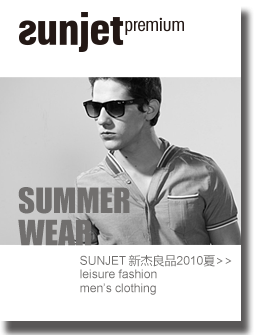 sunjet premium
SUMMER
WEAR
SUNJET 新杰良品2010夏>>
leisure fashion
men's clothing